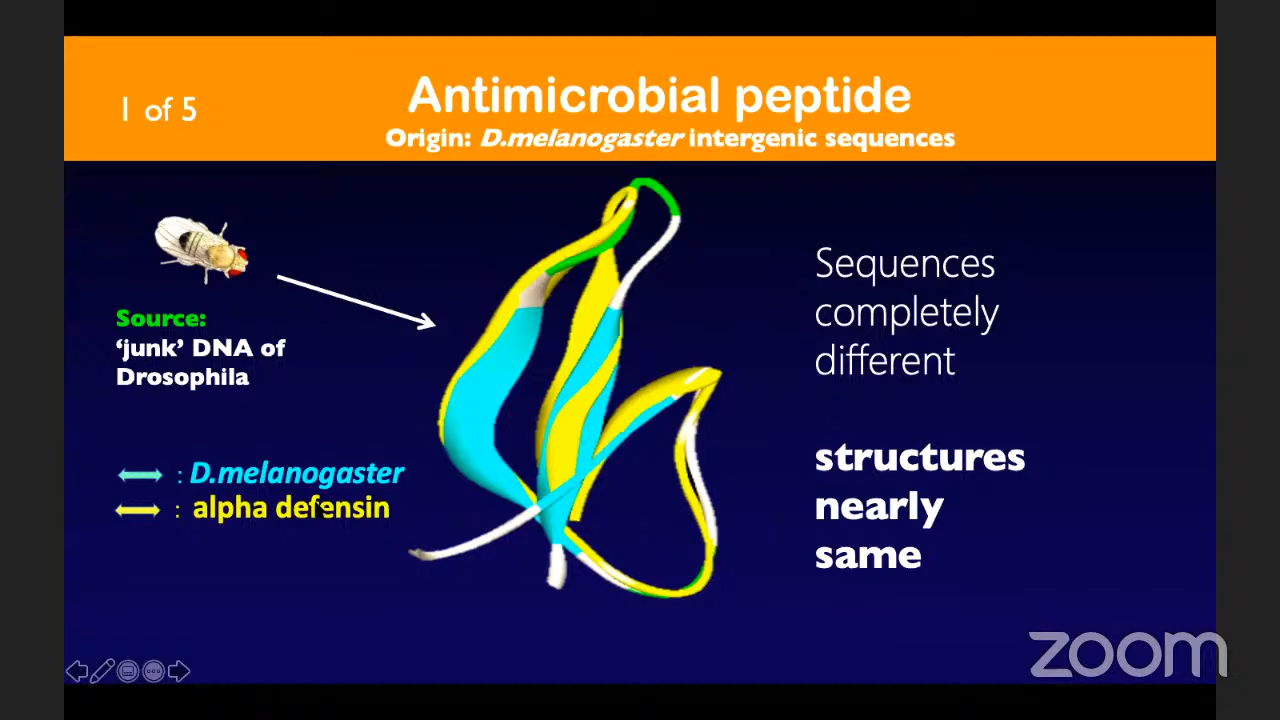 1 of 5
Antimicrobial peptide
Origin: D.melanogaster intergenic sequences
Source:
‘junk’ DNA of
Drosophila
: D.melanogaster
: alpha defensin
Sequences
completely
different
structures
nearly
same
zoom